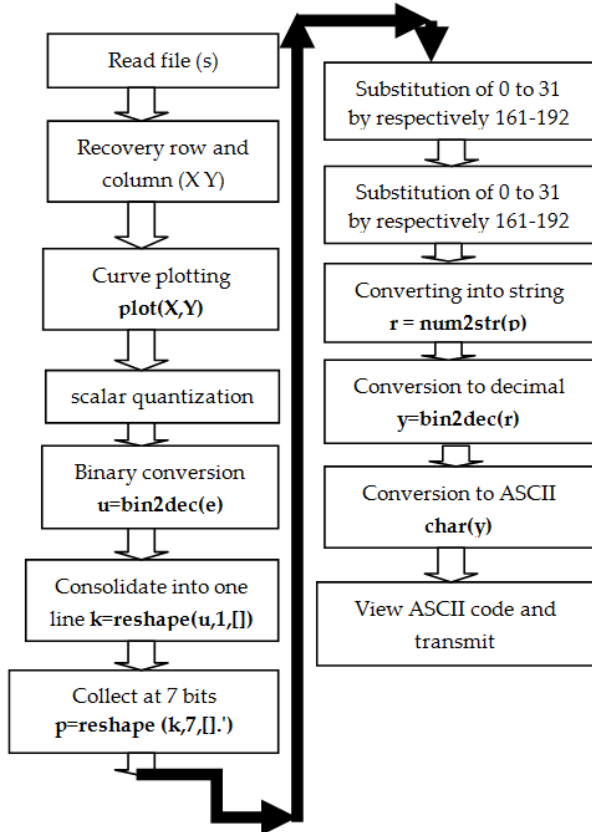 Read file (s)
Recovery row and
column (X Y)
Curve plotting
plot(X,Y)
scalar quantization
Binary conversion
u=bin2dec(e)
Consolidate into one
line k=reshape(u,1,[])
Collect at 7 bits
p=reshape (k,7,[].')
Substitution of 0 to 31
by respectively 161-192
Substitution of 0 to 31
by respectively 161-192
Converting into string
r = num2str(p)
Conversion to decimal
y=bin2dec(r)
Conversion to ASCII
char(y)
View ASCII code and
transmit